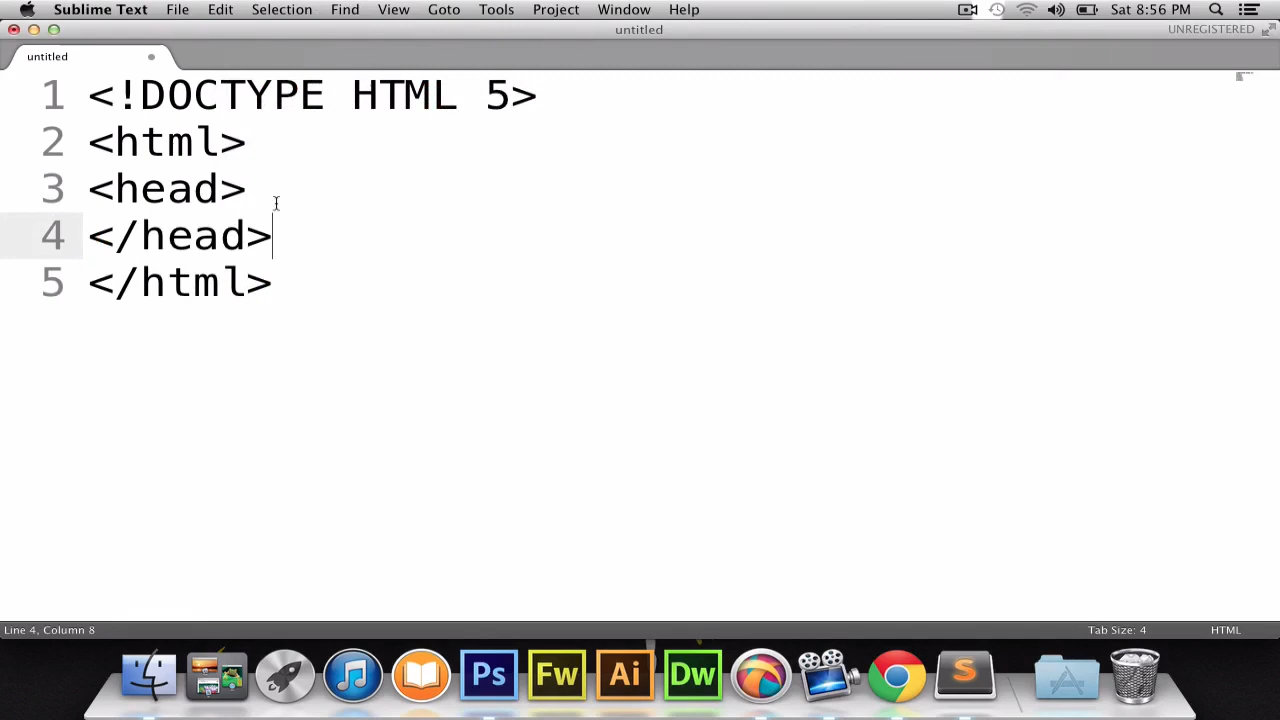 Sublime Text File Edit Selection Find View Goto Tools Project Window Help Sat 8:56 PM
untitled UNREGISTERED
untitled
1 <!DOCTYPE HTML 5>
2 <html>
3 <head>
4 </head>
5 </html>
Line 4, Column 8 Tab Size: 4 HTML
Ps Fw Ai Dw S